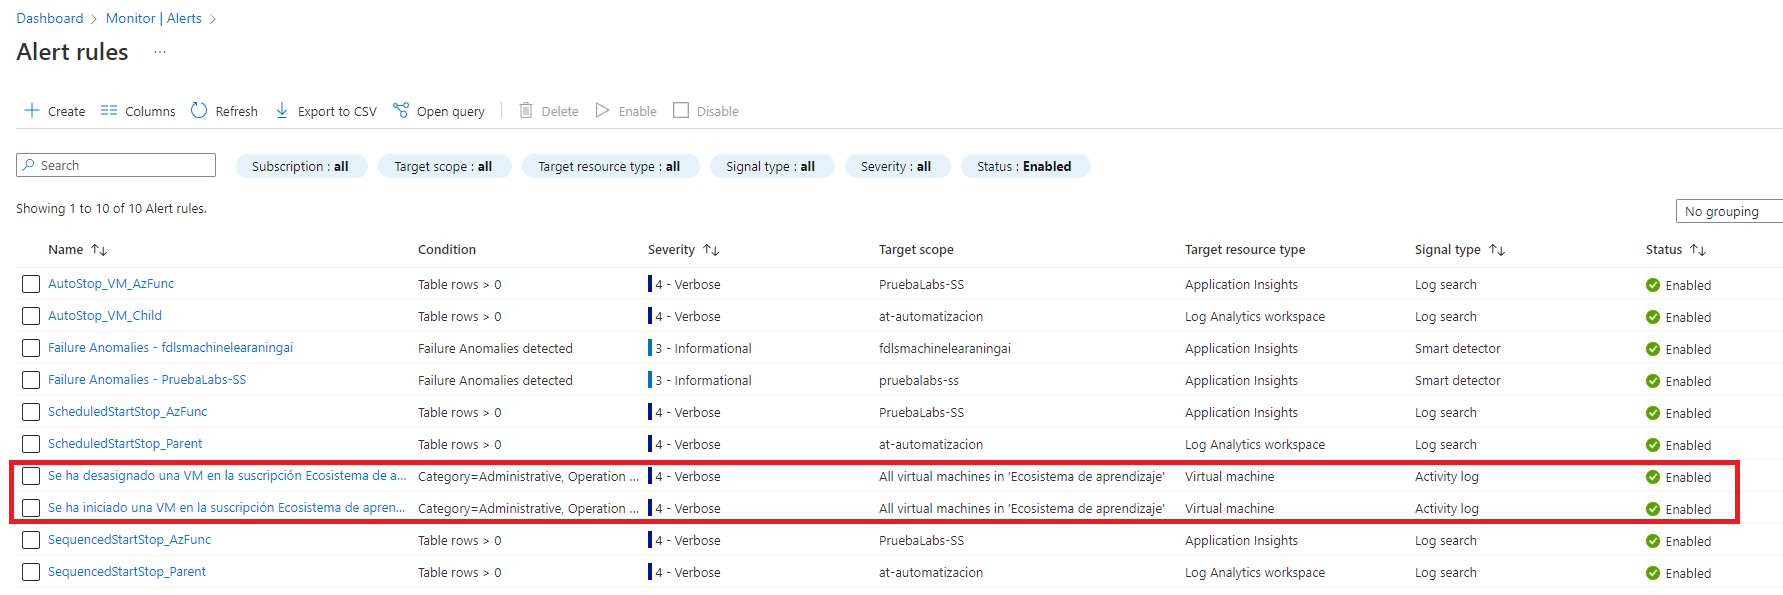 Dashboard > Monitor | Alerts >
Alert rules ...
Create Columns Refresh Export to CSV Open query Delete Enable Disable
Search Subscription : all Target scope : all Target resource type : all Signal type : all Severity : all Status : Enabled
Showing 1 to 10 of 10 Alert rules.
No grouping
Name Condition Severity Target scope Target resource type Signal type Status
AutoStop_VM_AzFunc Table rows > 0 4 - Verbose PruebaLabs-SS Application Insights Log search Enabled
AutoStop_VM_Child Table rows > 0 4 - Verbose at-automatizacion Log Analytics workspace Log search Enabled
Failure Anomalies - fdlsmachinelearaningai Failure Anomalies detected 3 - Informational fdlsmachinelearaningai Application Insights Smart detector Enabled
Failure Anomalies - PruebaLabs-SS Failure Anomalies detected 3 - Informational pruebalabs-ss Application Insights Smart detector Enabled
ScheduledStartStop_AzFunc Table rows > 0 4 - Verbose PruebaLabs-SS Application Insights Log search Enabled
ScheduledStartStop_Parent Table rows > 0 4 - Verbose at-automatizacion Log Analytics workspace Log search Enabled
Se ha desasignado una VM en la suscripción Ecosistema de a... Category=Administrative, Operation ... 4 - Verbose All virtual machines in 'Ecosistema de aprendizaje' Virtual machine Activity log Enabled
Se ha iniciado una VM en la suscripción Ecosistema de apren... Category=Administrative, Operation ... 4 - Verbose All virtual machines in 'Ecosistema de aprendizaje' Virtual machine Activity log Enabled
SequencedStartStop_AzFunc Table rows > 0 4 - Verbose PruebaLabs-SS Application Insights Log search Enabled
SequencedStartStop_Parent Table rows > 0 4 - Verbose at-automatizacion Log Analytics workspace Log search Enabled